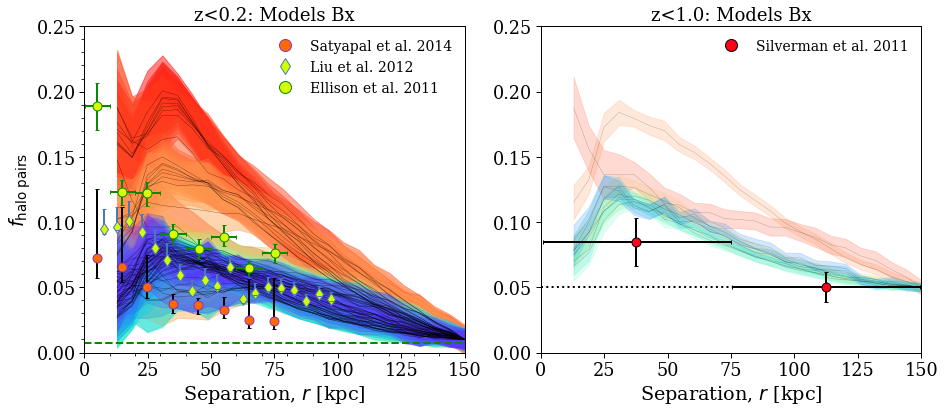 z<0.2: Models Bx
0.25
0.20
0.15
0.10
0.05
0.00
f halo pairs
Satyapal et al. 2014
Liu et al. 2012
Ellison et al. 2011
0 25 50 75 100 125 150
Separation, r [kpc]
z<1.0: Models Bx
0.25
0.20
0.15
0.10
0.05
0.00
Silverman et al. 2011
0 25 50 75 100 125 150
Separation, r [kpc]